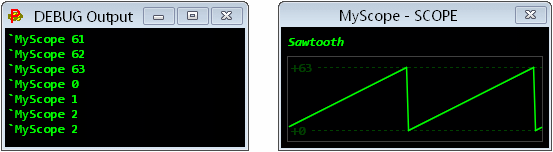 DEBUG Output
`MyScope 61
`MyScope 62
`MyScope 63
`MyScope 0
`MyScope 1
`MyScope 2
`MyScope 2
MyScope - SCOPE
Sawtooth
+63
+0